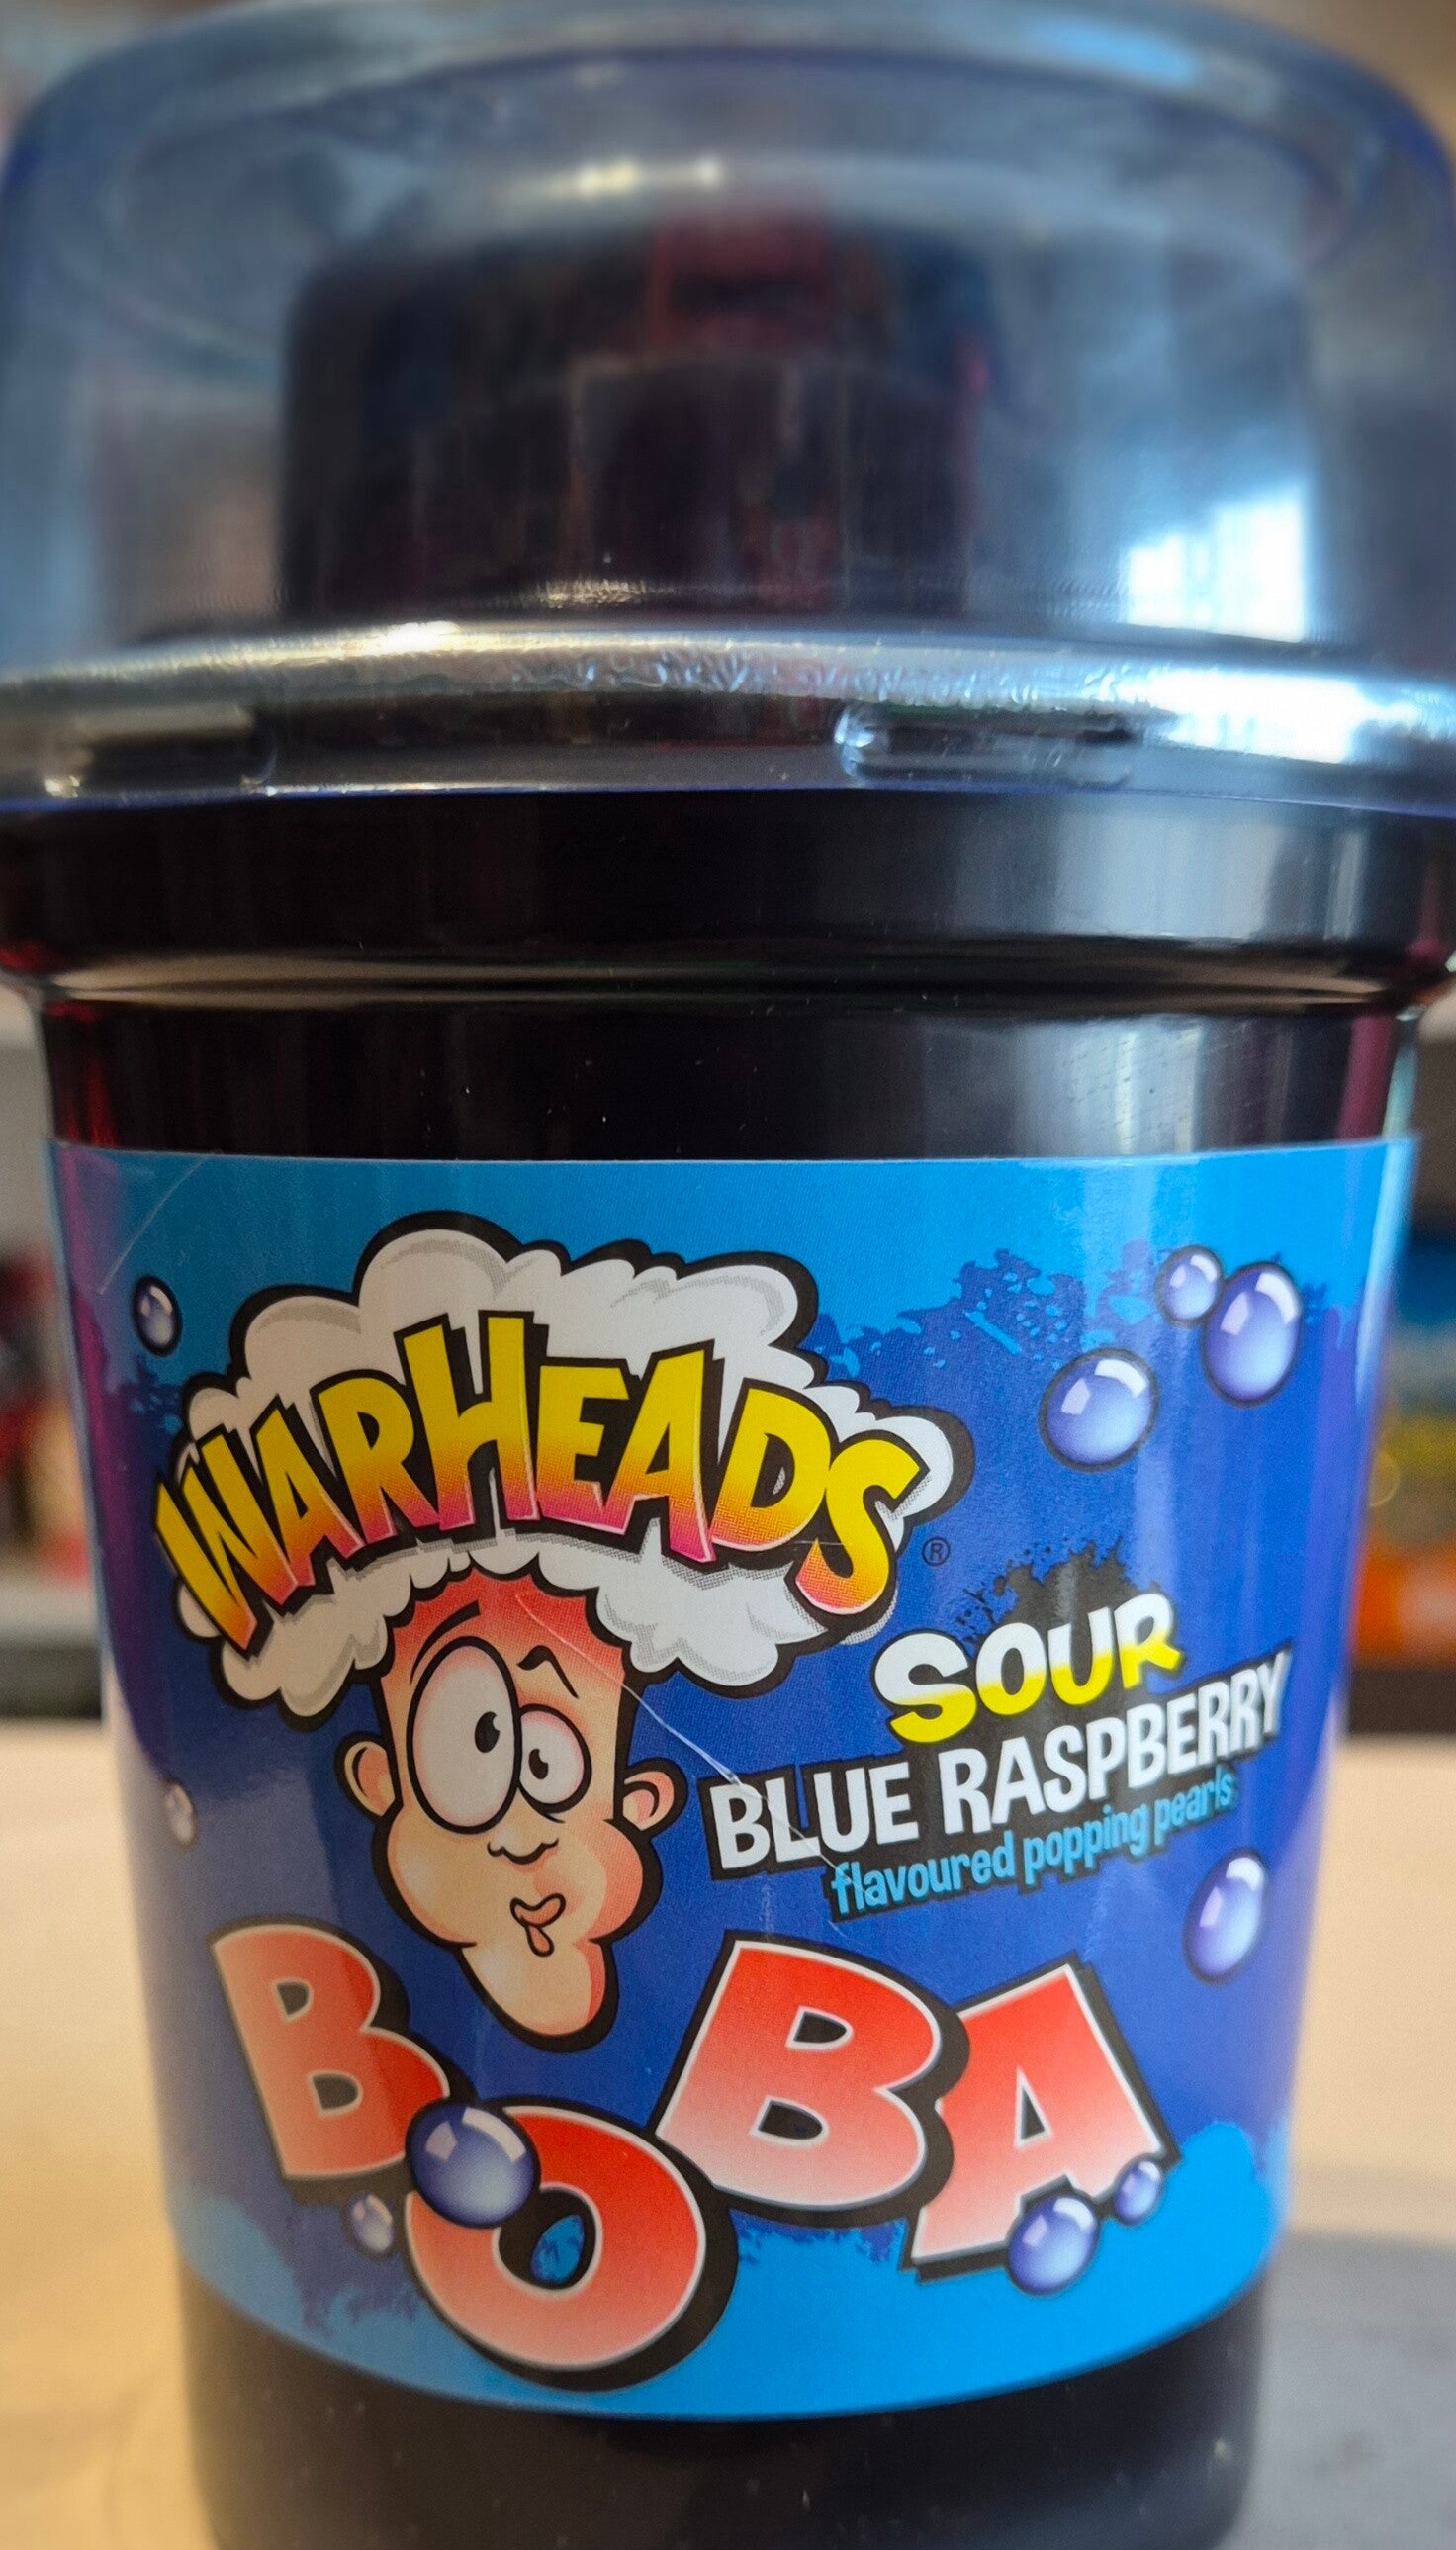 WARHEADS®
SOUR
BLUE RASPBERRY
flavoured popping pearls
BOBA